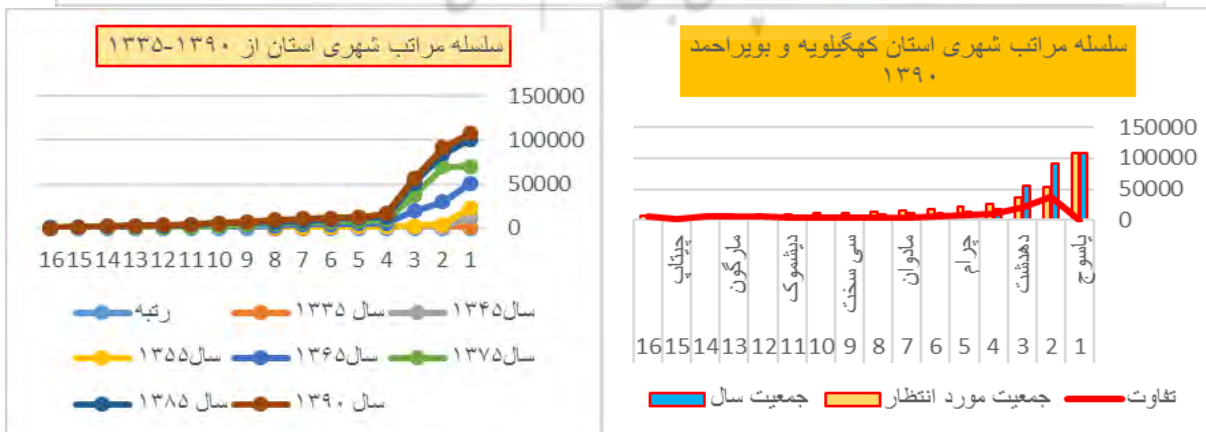 سلسله مراتب شهری استان کهگیلویه و بویراحمد
۱۳۹۰
150000
100000
50000
0
یاسوج
دهدشت
چرام
مادوان
سی سخت
دیشموک
مارگون
چیتاپ
16 15 14 13 12 11 10 9 8 7 6 5 4 3 2 1
جمعیت سال
جمعیت مورد انتظار
تفاوت
سلسله مراتب شهری استان از ۱۳۹۰-۱۳۳۵
150000
100000
50000
0
16 15 14 13 12 11 10 9 8 7 6 5 4 3 2 1
رتبه
سال ۱۳۳۵
سال۱۳۴۵
سال۱۳۵۵
سال۱۳۶۵
سال۱۳۷۵
سال ۱۳۸۵
سال ۱۳۹۰